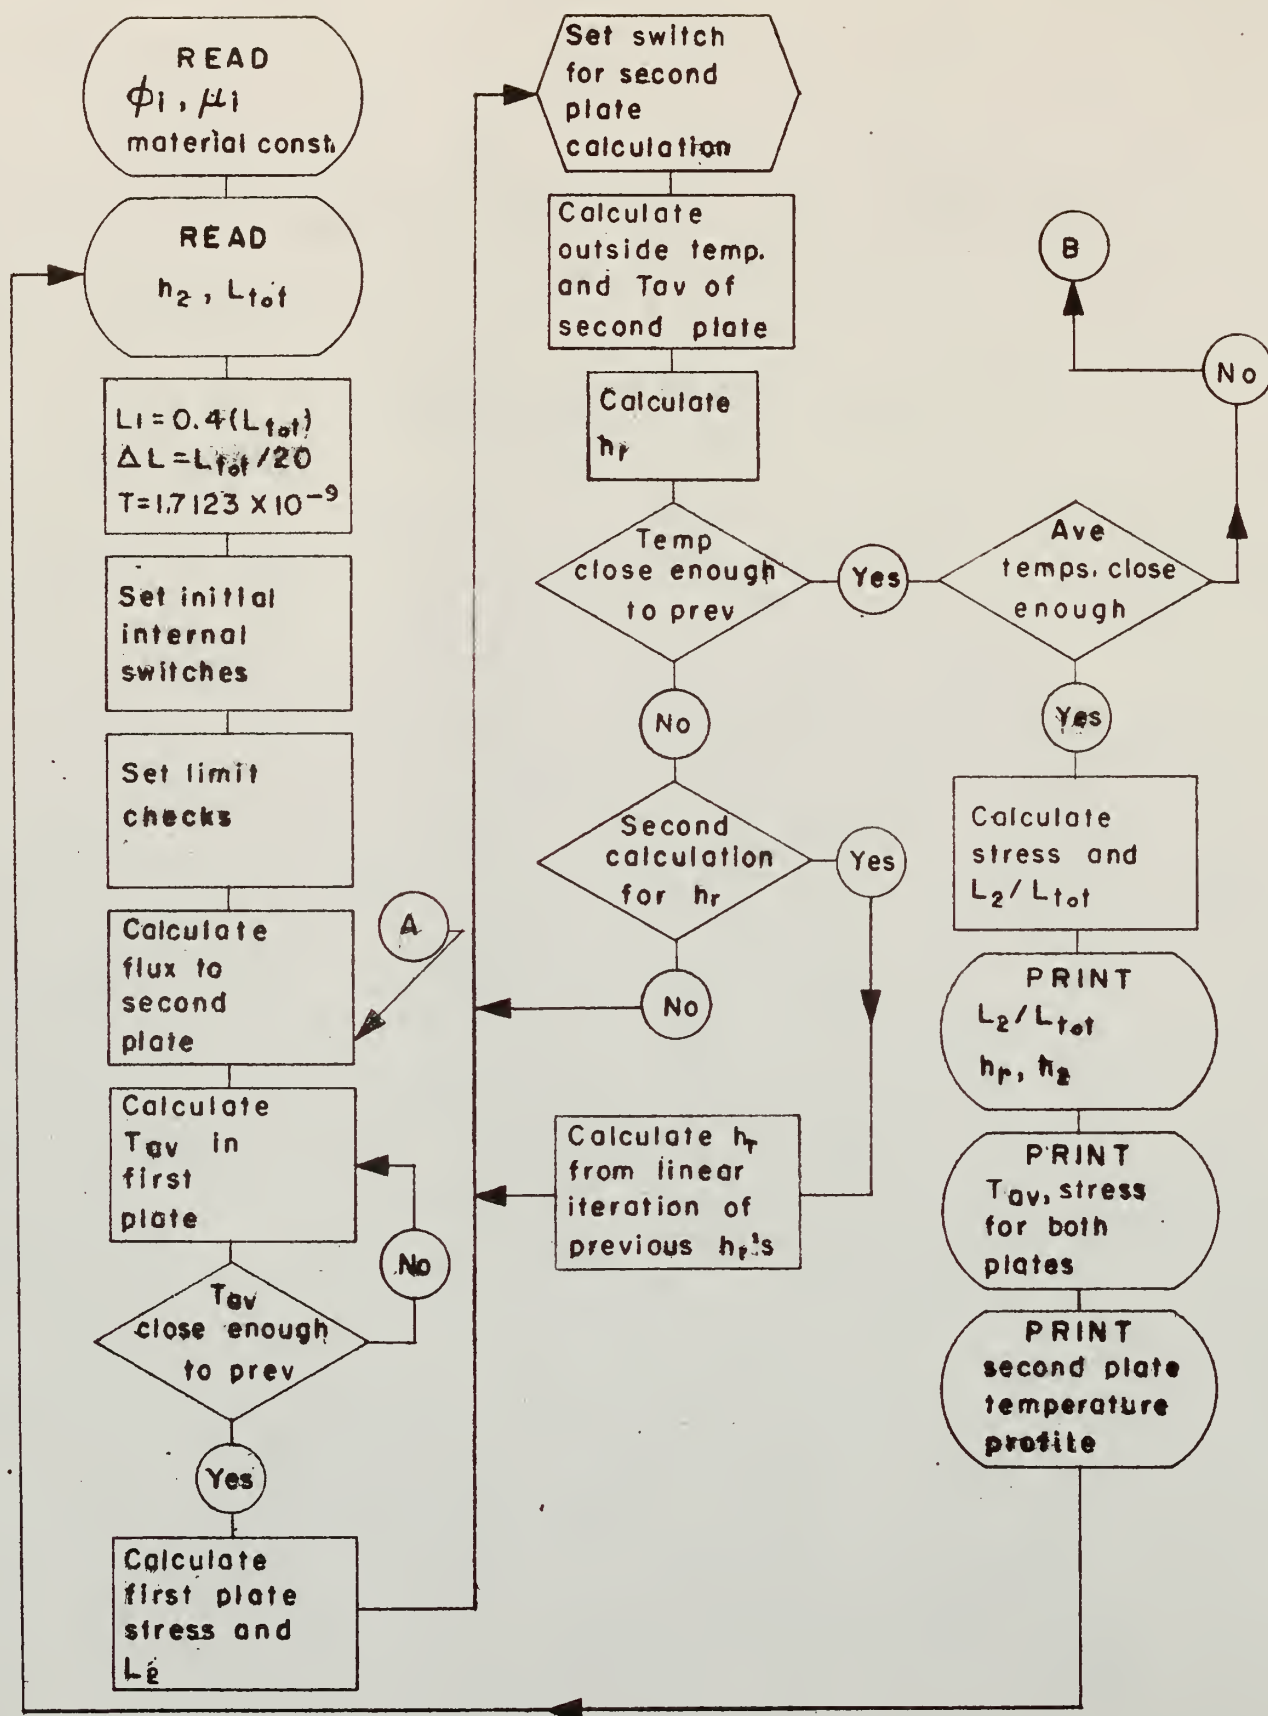 READ
ϕ1, μ1
material const.
READ
h2, Ltot
L1=0.4(Ltot)
ΔL=Ltot/20
T=1.7123 X 10-9
Set initial
internal
switches
Set limit
checks
Calculate
flux to
second
plate
A
Calculate
Tav in
first
plate
No
Tav
close enough
to prev
Yes
Calculate
first plate
stress and
L2
Set switch
for second
plate
calculation
Calculate
outside temp.
and Tav of
second plate
Calculate
hr
Temp
close enough
to prev
Yes
No
Second
calculation
for hr
Yes
No
Calculate hr
from linear
iteration of
previous hr's
B
No
Ave
temps. close
enough
Yes
Calculate
stress and
L2/Ltot
PRINT
L2/Ltot
hr, h2
PRINT
Tav, stress
for both
plates
PRINT
second plate
temperature
profile